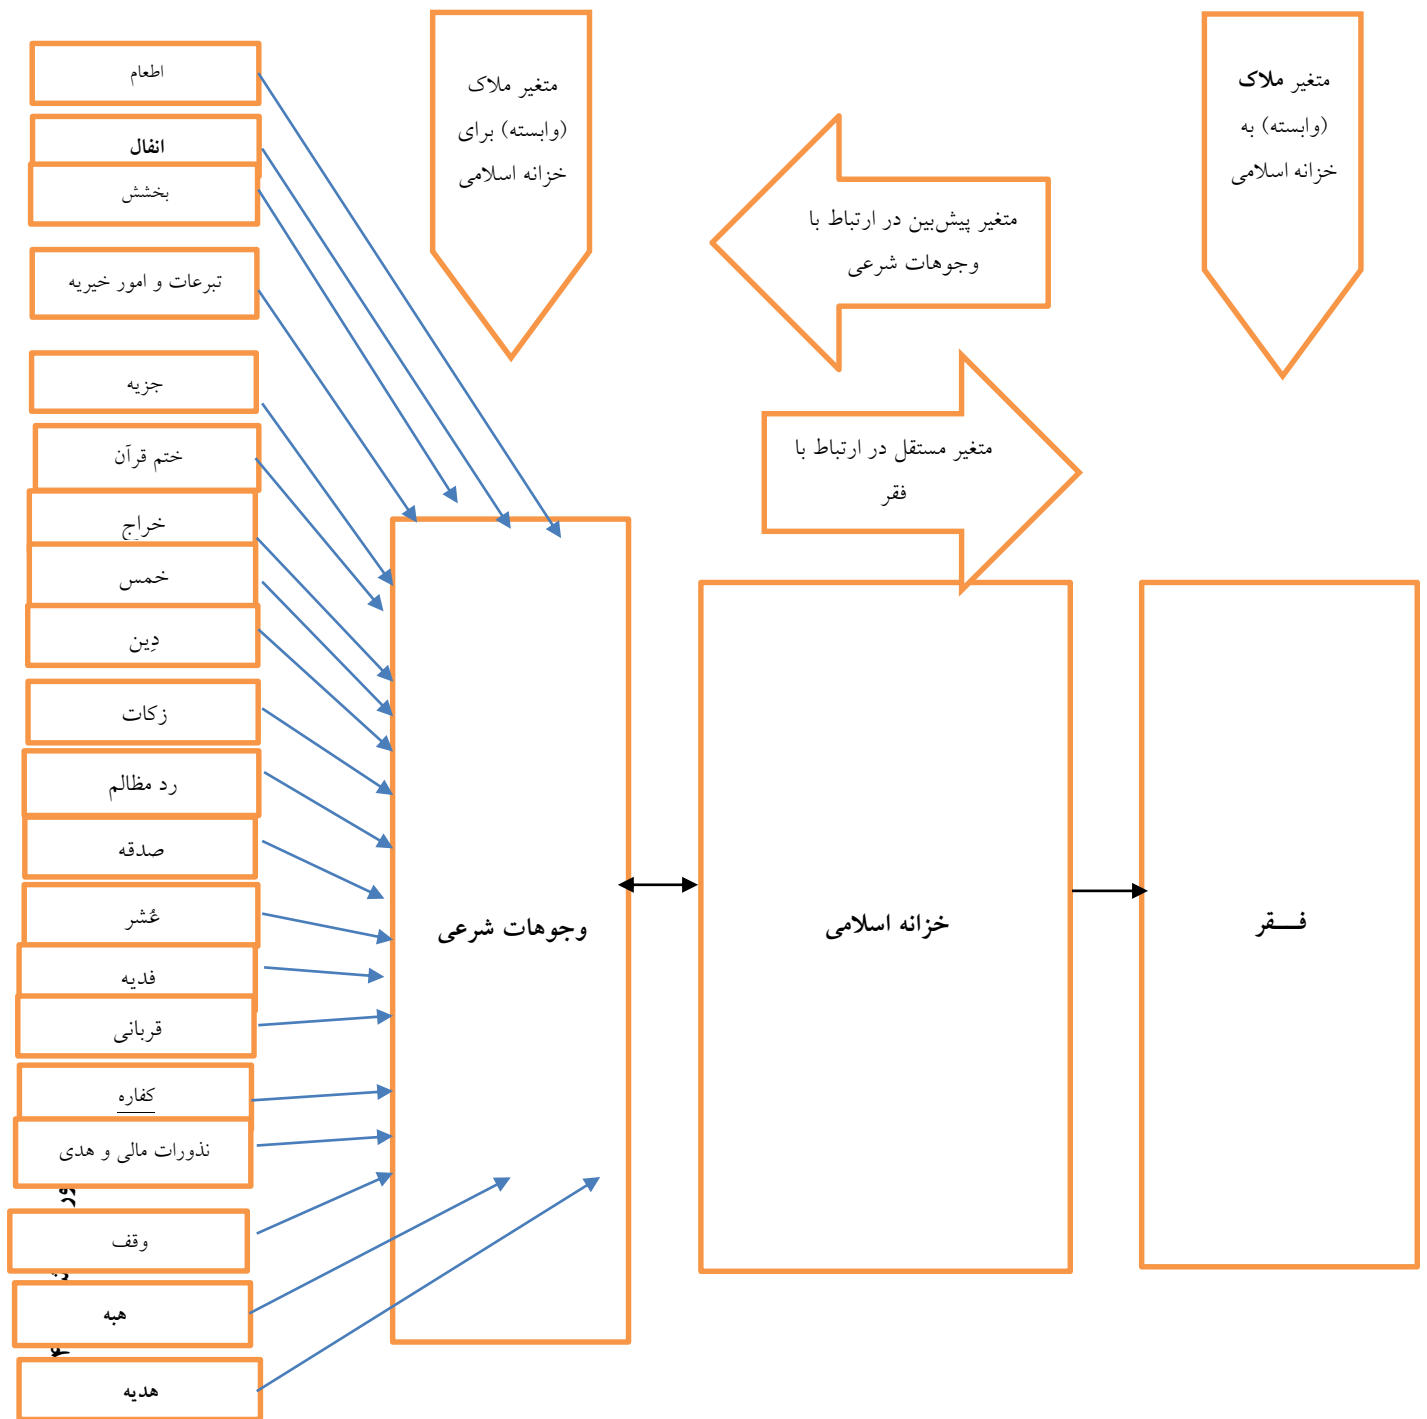 متغیر ملاک
(وابسته) به
خزانه اسلامی
متغیر ملاک
(وابسته) برای
خزانه اسلامی
متغیر پیش‌بین در ارتباط با
وجوهات شرعی
متغیر مستقل در ارتباط با
فقر
اطعام
انفال
بخشش
تبرعات و امور خیریه
جزیه
ختم قرآن
خراج
خمس
دِین
زکات
رد مظالم
صدقه
عُشر
فدیه
قربانی
کفاره
نذورات مالی و هدی
وقف
هبه
هدیه
وجوهات شرعی
خزانه اسلامی
فـــقر